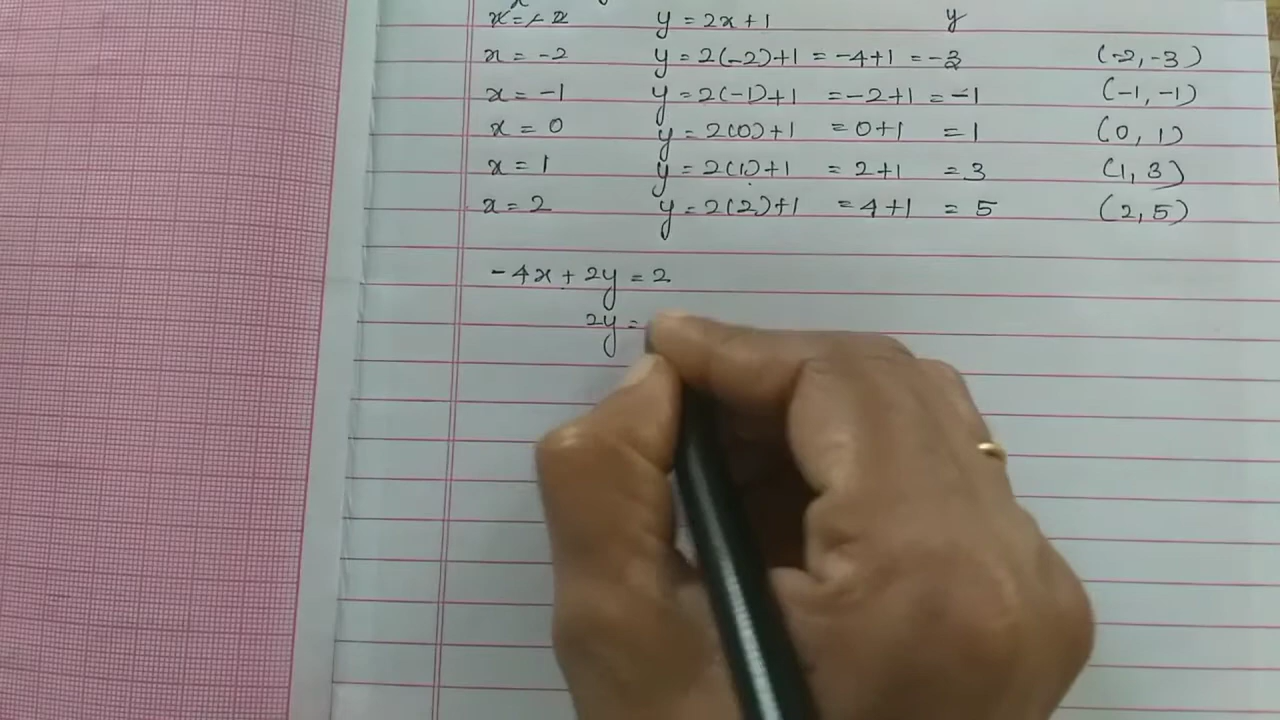 y = 2x+1 y
x = -2 y = 2(-2)+1 = -4+1 = -3 (-2, -3)
x = -1 y = 2(-1)+1 = -2+1 = -1 (-1, -1)
x = 0 y = 2(0)+1 = 0+1 = 1 (0, 1)
x = 1 y = 2(1)+1 = 2+1 = 3 (1, 3)
x = 2 y = 2(2)+1 = 4+1 = 5 (2, 5)
-4x + 2y = 2
2y =